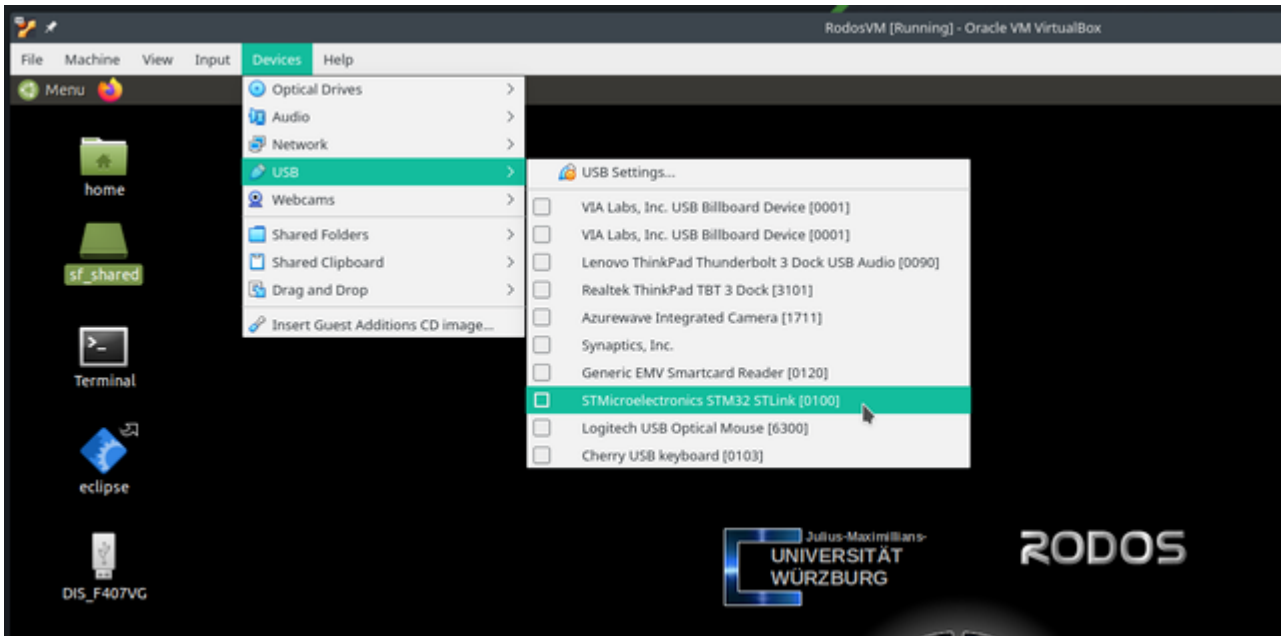 RodosVM [Running] - Oracle VM VirtualBox
File Machine View Input Devices Help
Menu
Optical Drives
Audio
Network
USB
Webcams
Shared Folders
Shared Clipboard
Drag and Drop
Insert Guest Additions CD image...
USB Settings...
VIA Labs, Inc. USB Billboard Device [0001]
VIA Labs, Inc. USB Billboard Device [0001]
Lenovo ThinkPad Thunderbolt 3 Dock USB Audio [0090]
Realtek ThinkPad TBT 3 Dock [3101]
Azurewave Integrated Camera [1711]
Synaptics, Inc.
Generic EMV Smartcard Reader [0120]
STMicroelectronics STM32 STLink [0100]
Logitech USB Optical Mouse [6300]
Cherry USB keyboard [0103]
home
sf_shared
Terminal
eclipse
DIS_F407VG
Julius-Maximilians-
UNIVERSITÄT
WÜRZBURG
RODOS